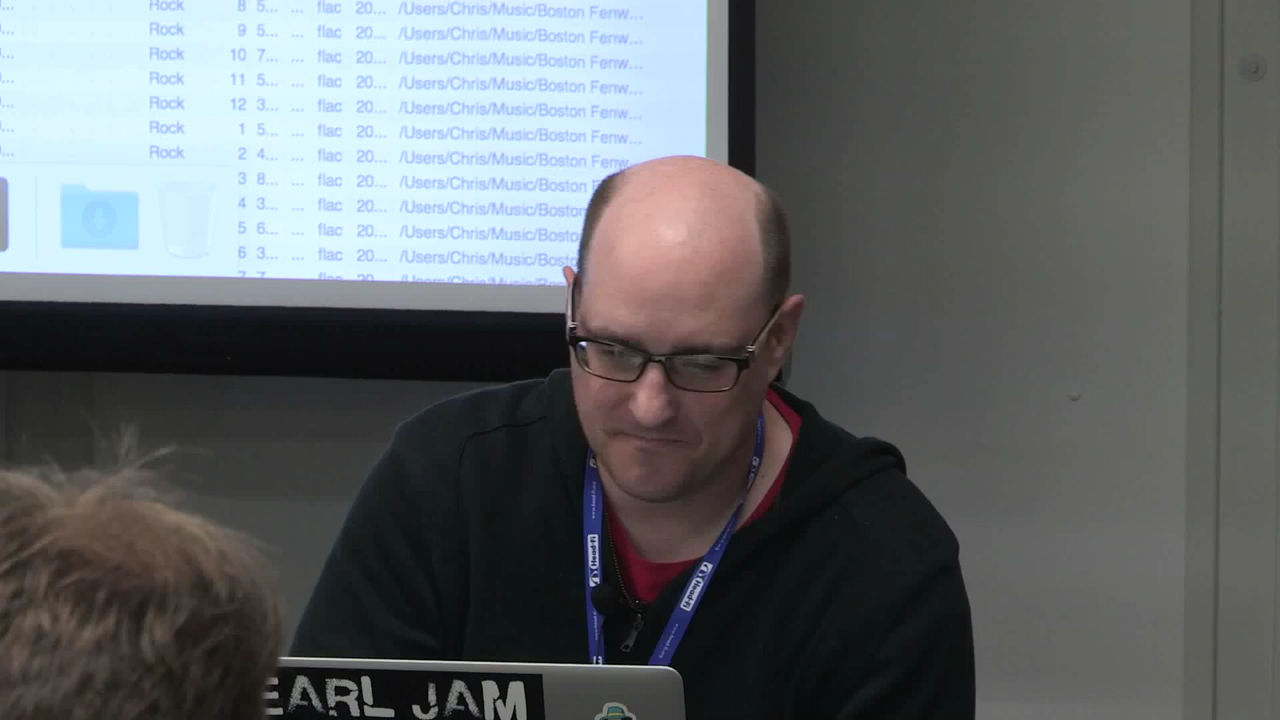 ... Rock 8 5... ... flac 20... /Users/Chris/Music/Boston Fenw...
... Rock 9 5... ... flac 20... /Users/Chris/Music/Boston Fenw...
... Rock 10 7... ... flac 20... /Users/Chris/Music/Boston Fenw...
... Rock 11 5... ... flac 20... /Users/Chris/Music/Boston Fenw...
... Rock 12 3... ... flac 20... /Users/Chris/Music/Boston Fenw...
... Rock 1 5... ... flac 20... /Users/Chris/Music/Boston Fenw...
... Rock 2 4... ... flac 20... /Users/Chris/Music/Boston Fenw...
3 8... ... flac 20... /Users/Chris/Music/Boston
4 3... ... flac 20... /Users/Chris/Music/Boston
5 6... ... flac 20... /Users/Chris/Music/Bosto
6 3... ... flac 20... /Users/Chris/Music/Boston
Head-Fi
Head-Fi
EARL JAM